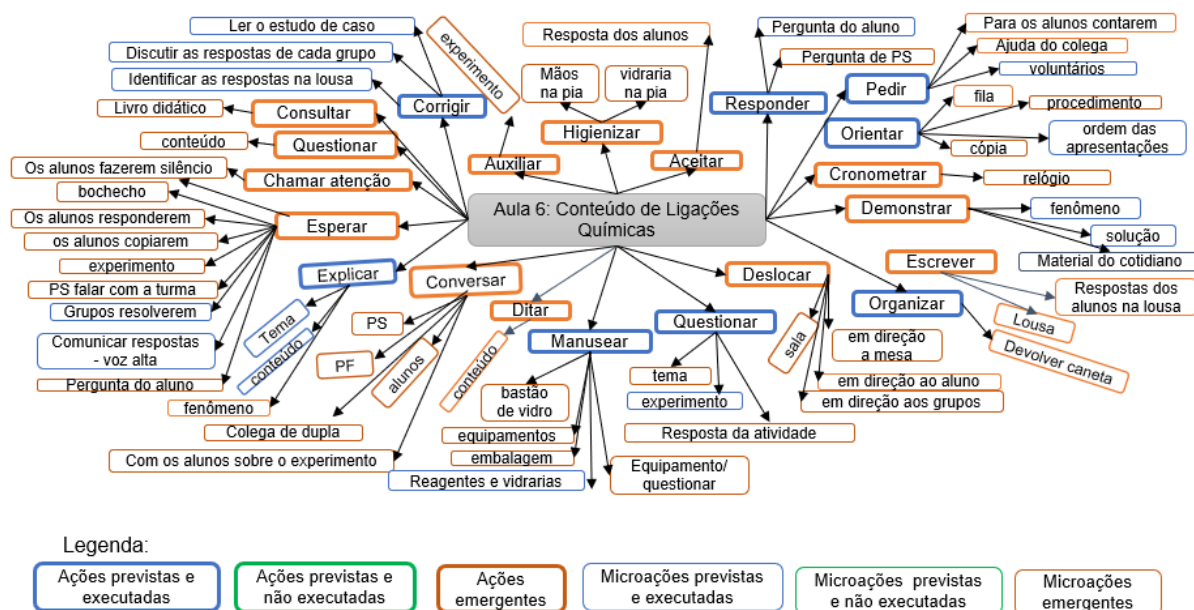 Ler o estudo de caso
Discutir as respostas de cada grupo
Identificar as respostas na lousa
Corrigir
Livro didático
Consultar
conteúdo
Questionar
Os alunos fazerem silêncio
Chamar atenção
bochecho
Os alunos responderem
os alunos copiarem
experimento
PS falar com a turma
Grupos resolverem
Comunicar respostas
- voz alta
Pergunta do aluno
Esperar
experimento
Auxiliar
Mãos
na pia
vidraria
na pia
Higienizar
Resposta dos alunos
Aceitar
Pergunta do aluno
Pergunta de PS
Responder
Para os alunos contarem
Ajuda do colega
voluntários
Pedir
fila
procedimento
Orientar
cópia
ordem das
apresentações
Cronometrar
relógio
Demonstrar
fenômeno
solução
Material do cotidiano
Aula 6: Conteúdo de Ligações
Químicas
Explicar
Tema
conteúdo
fenômeno
Conversar
PS
PF
alunos
Colega de dupla
Com os alunos sobre o experimento
Ditar
conteúdo
Manusear
bastão
de vidro
equipamentos
embalagem
Reagentes e vidrarias
Equipamento/
questionar
Questionar
tema
experimento
Resposta da atividade
Deslocar
sala
em direção
a mesa
em direção ao aluno
em direção aos grupos
Escrever
Respostas dos
alunos na lousa
Lousa
Organizar
Devolver caneta
Legenda:
Ações previstas e
executadas
Ações previstas e
não executadas
Ações
emergentes
Microações previstas
e executadas
Microações previstas
e não executadas
Microações
emergentes